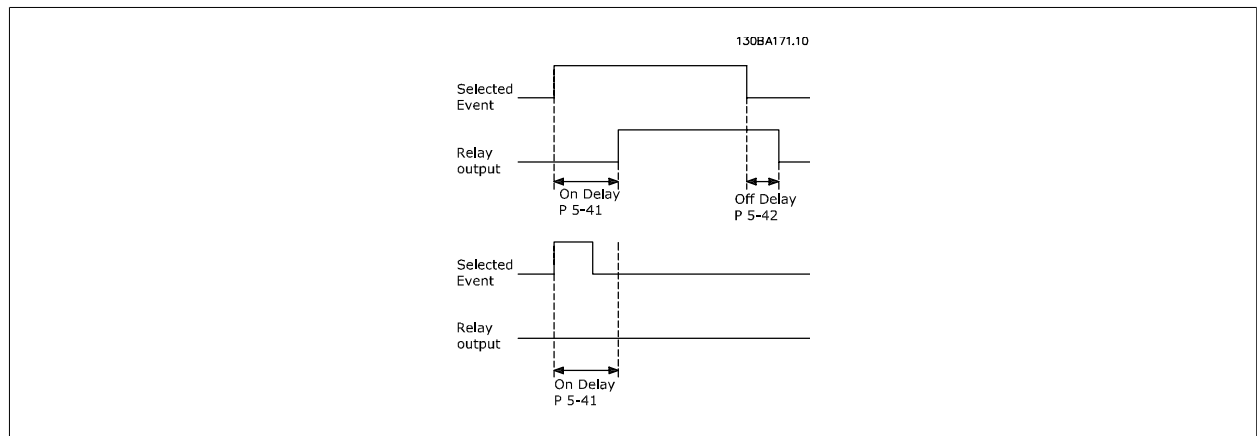 130BA171.10
Selected
Event
Relay
output
On Delay
P 5-41
Off Delay
P 5-42
Selected
Event
Relay
output
On Delay
P 5-41